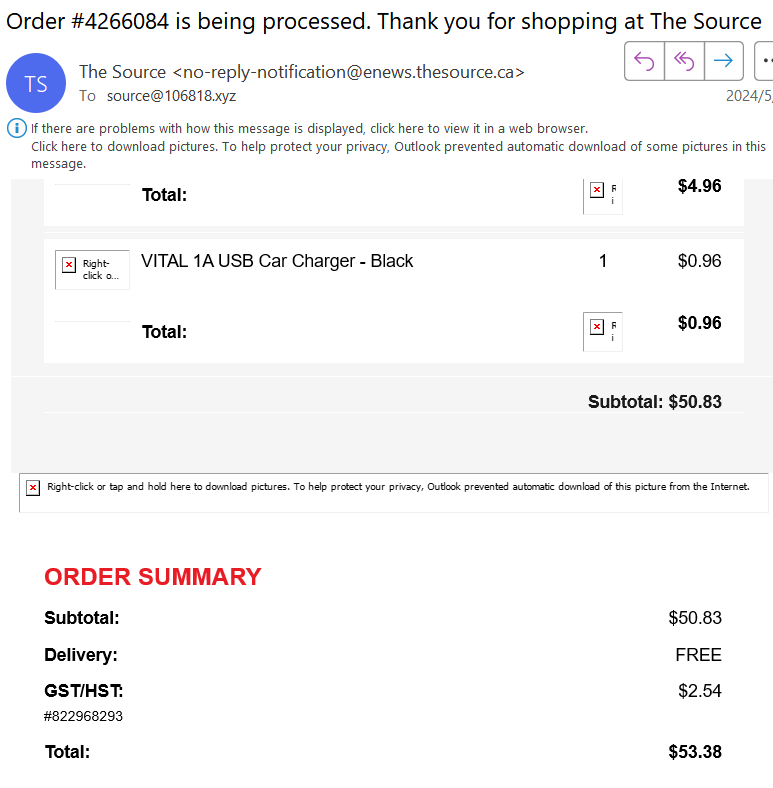 Order #4266084 is being processed. Thank you for shopping at The Source
TS
The Source <no-reply-notification@enews.thesource.ca>
To source@106818.xyz
2024/5
If there are problems with how this message is displayed, click here to view it in a web browser.
Click here to download pictures. To help protect your privacy, Outlook prevented automatic download of some pictures in this
message.
Total: $4.96
Right-
click o...
VITAL 1A USB Car Charger - Black 1 $0.96
Total: $0.96
Subtotal: $50.83
Right-click or tap and hold here to download pictures. To help protect your privacy, Outlook prevented automatic download of this picture from the Internet.
ORDER SUMMARY
Subtotal: $50.83
Delivery: FREE
GST/HST: $2.54
#822968293
Total: $53.38